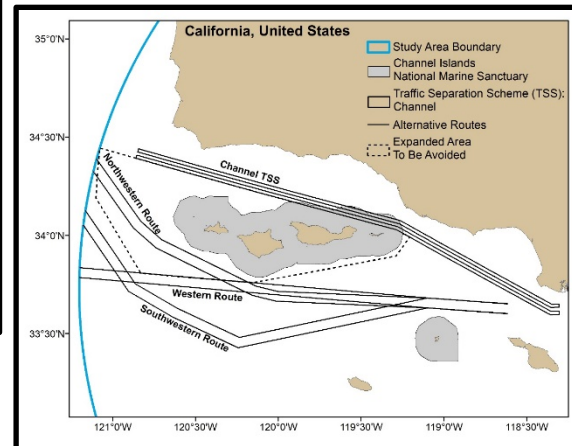 California, United States
Study Area Boundary
Channel Islands
National Marine Sanctuary
Traffic Separation Scheme (TSS):
Channel
Alternative Routes
Expanded Area
To Be Avoided
35°0'N
34°30'N
34°0'N
33°30'N
Channel TSS
Northwestern Route
Western Route
Southwestern Route
121°0'W
120°30'W
120°0'W
119°30'W
119°0'W
118°30'W